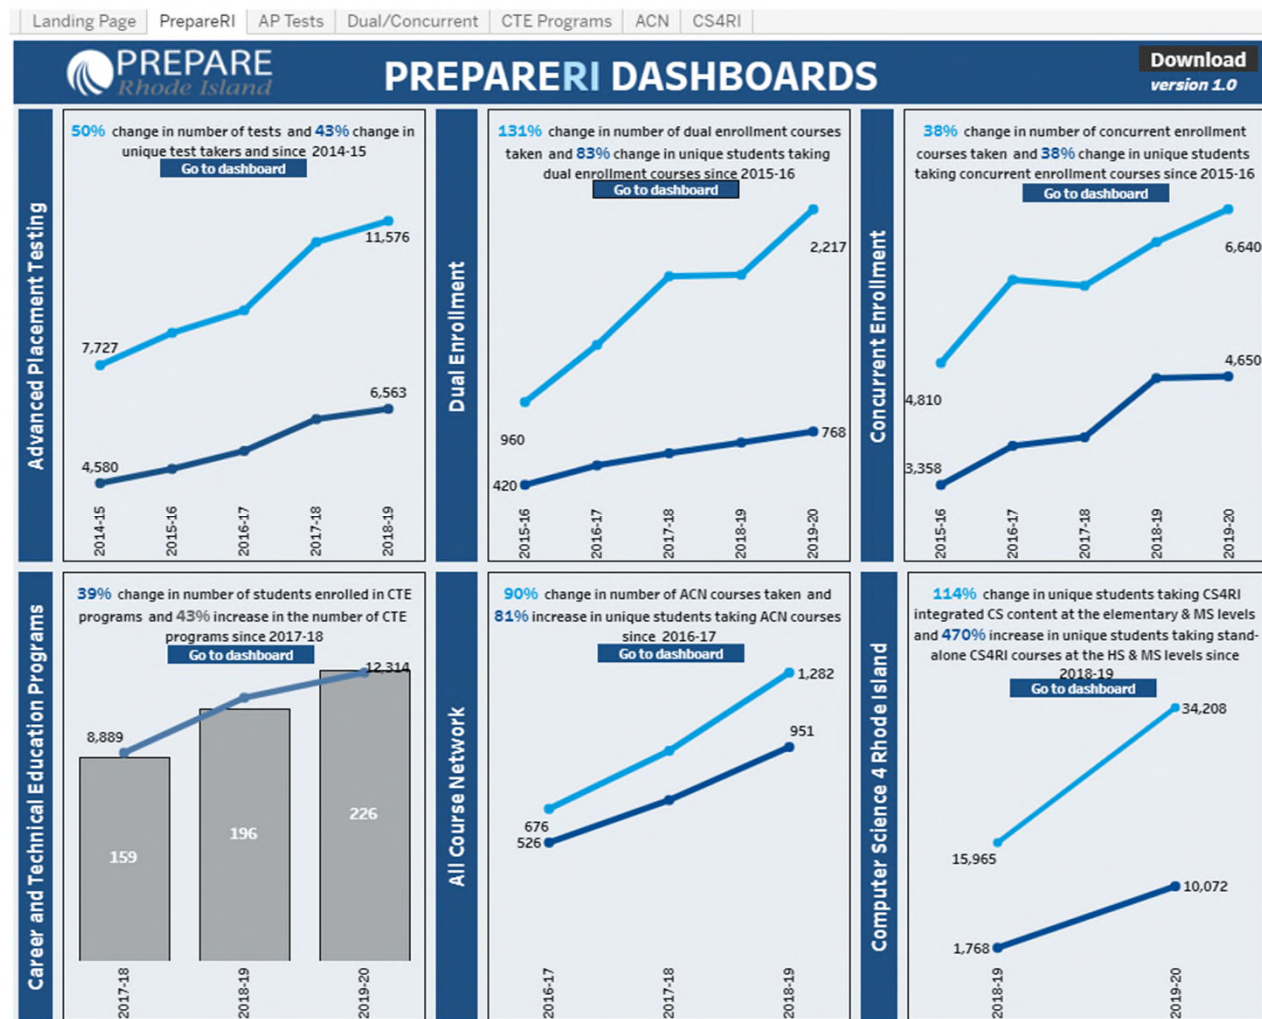 Landing Page PrepareRI AP Tests Dual/Concurrent CTE Programs ACN CS4RI
PREPARE
Rhode Island
PREPARERI DASHBOARDS
Download
version 1.0
Advanced Placement Testing
50% change in number of tests and 43% change in
unique test takers and since 2014-15
Go to dashboard
11,576
7,727
6,563
4,580
2014-15
2015-16
2016-17
2017-18
2018-19
Dual Enrollment
131% change in number of dual enrollment courses
taken and 83% change in unique students taking
dual enrollment courses since 2015-16
Go to dashboard
2,217
960
768
420
2015-16
2016-17
2017-18
2018-19
2019-20
Concurrent Enrollment
38% change in number of concurrent enrollment
courses taken and 38% change in unique students
taking concurrent enrollment courses since 2015-16
Go to dashboard
6,640
4,650
4,810
3,358
2015-16
2016-17
2017-18
2018-19
2019-20
Career and Technical Education Programs
39% change in number of students enrolled in CTE
programs and 43% increase in the number of CTE
programs since 2017-18
Go to dashboard
12,314
8,889
159
196
226
2017-18
2018-19
2019-20
All Course Network
90% change in number of ACN courses taken and
81% increase in unique students taking ACN courses
since 2016-17
Go to dashboard
1,282
951
676
526
2016-17
2017-18
2018-19
Computer Science 4 Rhode Island
114% change in unique students taking CS4RI
integrated CS content at the elementary & MS levels
and 470% increase in unique students taking stand-
alone CS4RI courses at the HS & MS levels since
2018-19
Go to dashboard
34,208
15,965
10,072
1,768
2018-19
2019-20